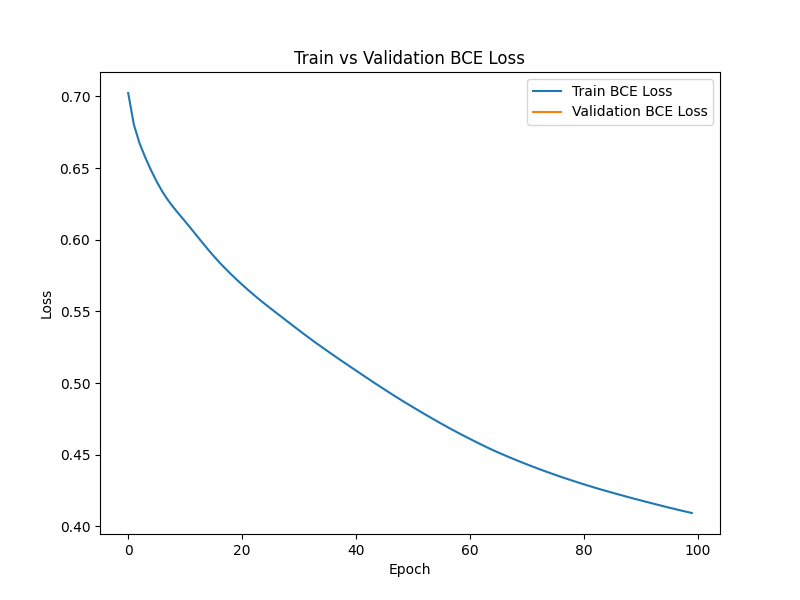 Train vs Validation BCE Loss
Train BCE Loss
Validation BCE Loss
0.70
0.65
0.60
0.55
0.50
0.45
0.40
Loss
0 20 40 60 80 100
Epoch